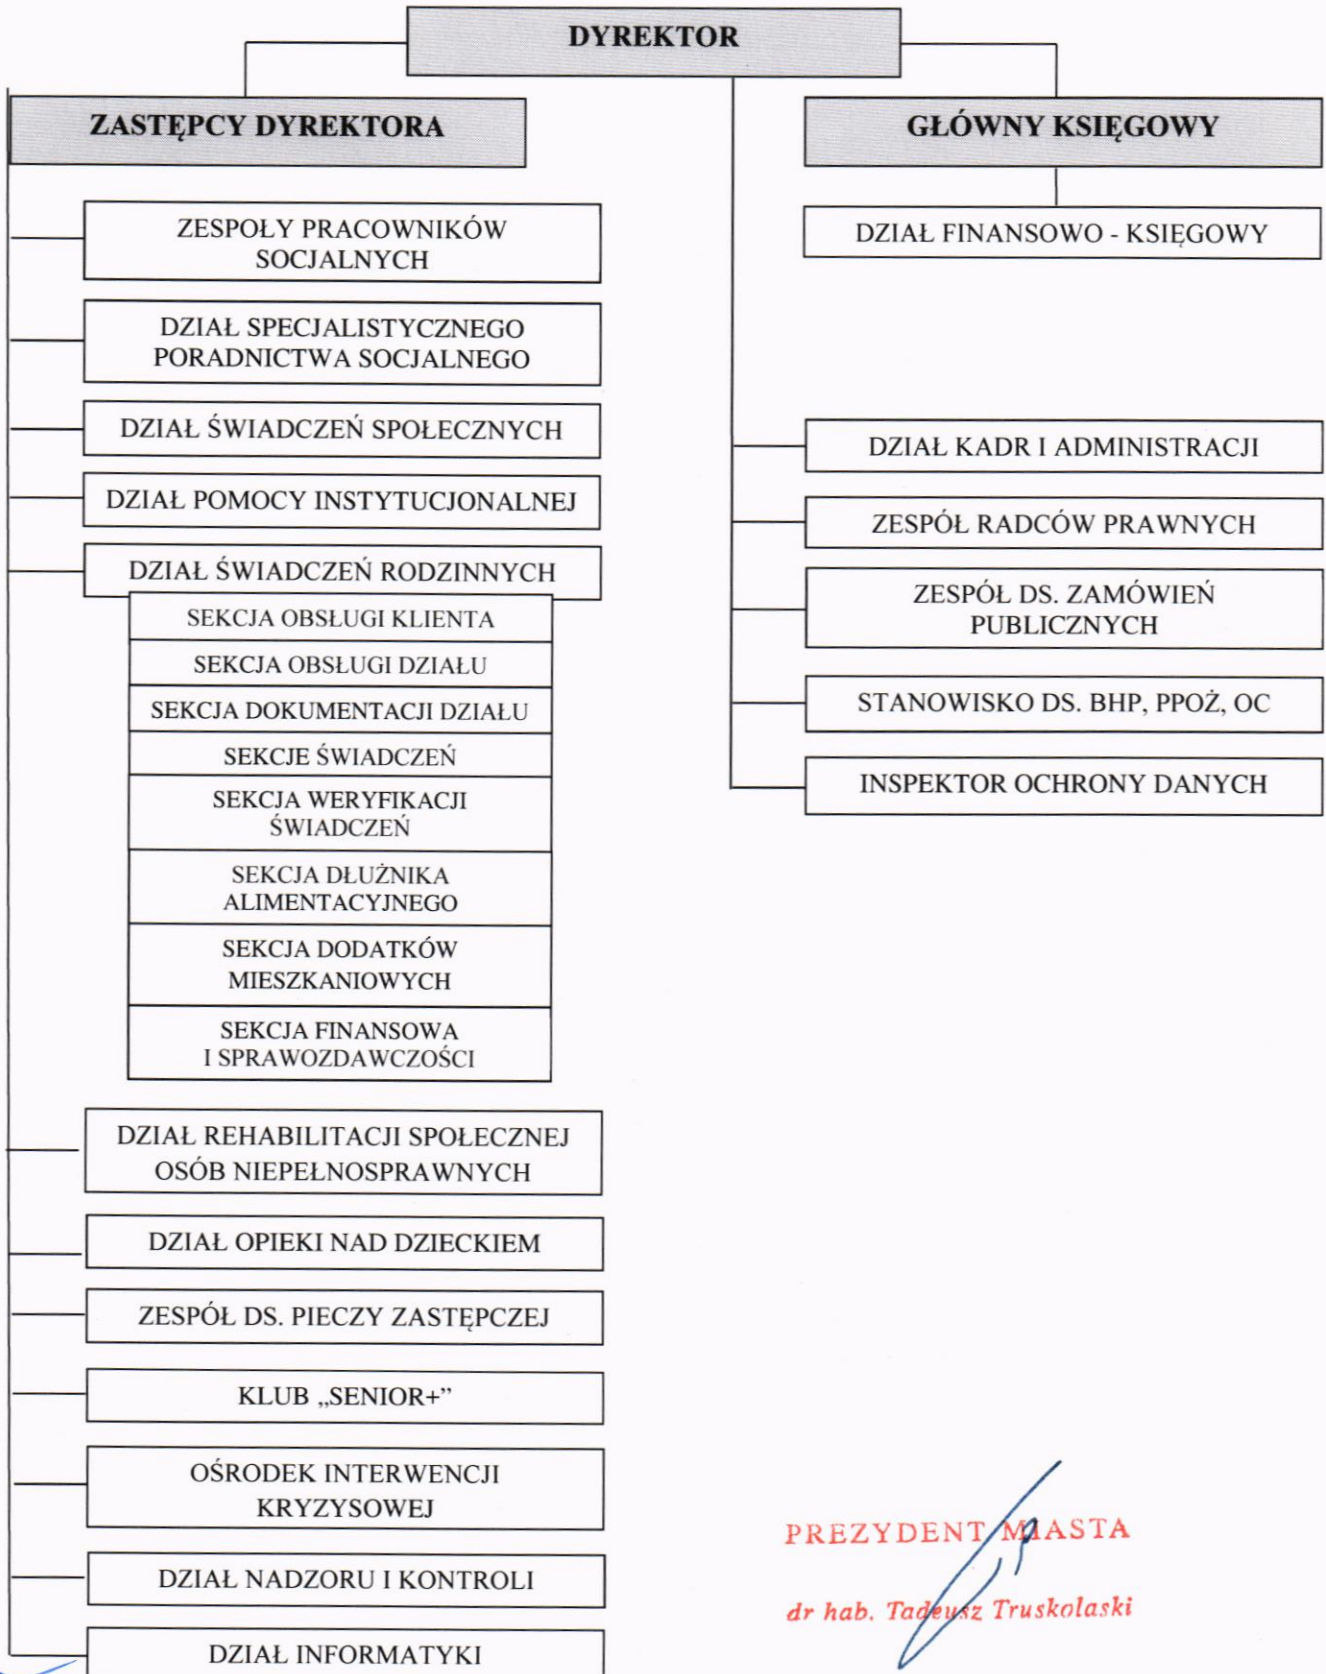 DYREKTOR
ZASTĘPCY DYREKTORA
ZESPOŁY PRACOWNIKÓW
SOCJALNYCH
DZIAŁ SPECJALISTYCZNEGO
PORADNICTWA SOCJALNEGO
DZIAŁ ŚWIADCZEŃ SPOŁECZNYCH
DZIAŁ POMOCY INSTYTUCJONALNEJ
DZIAŁ ŚWIADCZEŃ RODZINNYCH
SEKCJA OBSŁUGI KLIENTA
SEKCJA OBSŁUGI DZIAŁU
SEKCJA DOKUMENTACJI DZIAŁU
SEKCJE ŚWIADCZEŃ
SEKCJA WERYFIKACJI
ŚWIADCZEŃ
SEKCJA DŁUŻNIKA
ALIMENTACYJNEGO
SEKCJA DODATKÓW
MIESZKANIOWYCH
SEKCJA FINANSOWA
I SPRAWOZDAWCZOŚCI
DZIAŁ REHABILITACJI SPOŁECZNEJ
OSÓB NIEPEŁNOSPRAWNYCH
DZIAŁ OPIEKI NAD DZIECKIEM
ZESPÓŁ DS. PIECZY ZASTĘPCZEJ
KLUB „SENIOR+”
OŚRODEK INTERWENCJI
KRYZYSOWEJ
DZIAŁ NADZORU I KONTROLI
DZIAŁ INFORMATYKI
GŁÓWNY KSIĘGOWY
DZIAŁ FINANSOWO - KSIĘGOWY
DZIAŁ KADR I ADMINISTRACJI
ZESPÓŁ RADCÓW PRAWNYCH
ZESPÓŁ DS. ZAMÓWIEŃ
PUBLICZNYCH
STANOWISKO DS. BHP, PPOŻ, OC
INSPEKTOR OCHRONY DANYCH
PREZYDENT MIASTA
dr hab. Tadeusz Truskolaski